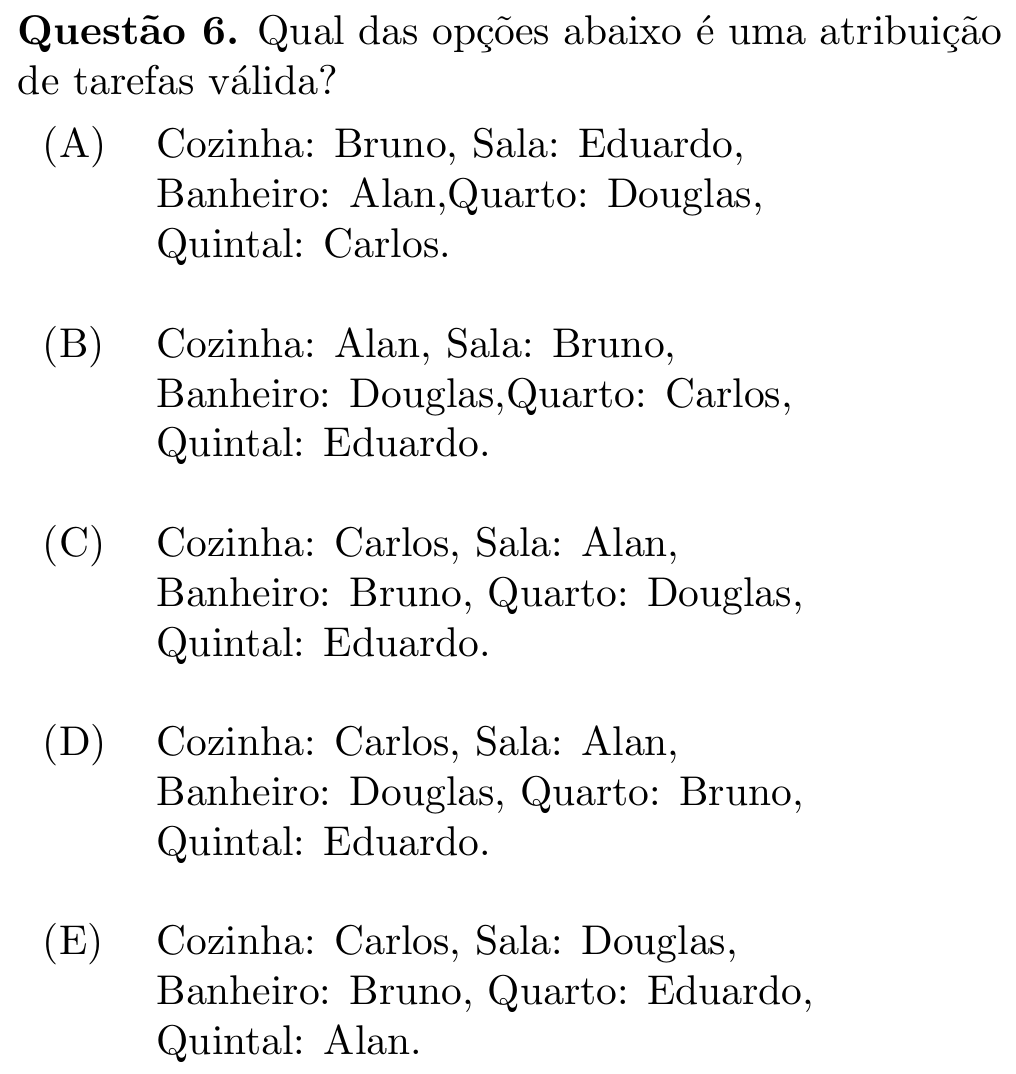 Questão 6. Qual das opções abaixo é uma atribuição
de tarefas válida?
(A) Cozinha: Bruno, Sala: Eduardo,
Banheiro: Alan,Quarto: Douglas,
Quintal: Carlos.
(B) Cozinha: Alan, Sala: Bruno,
Banheiro: Douglas,Quarto: Carlos,
Quintal: Eduardo.
(C) Cozinha: Carlos, Sala: Alan,
Banheiro: Bruno, Quarto: Douglas,
Quintal: Eduardo.
(D) Cozinha: Carlos, Sala: Alan,
Banheiro: Douglas, Quarto: Bruno,
Quintal: Eduardo.
(E) Cozinha: Carlos, Sala: Douglas,
Banheiro: Bruno, Quarto: Eduardo,
Quintal: Alan.